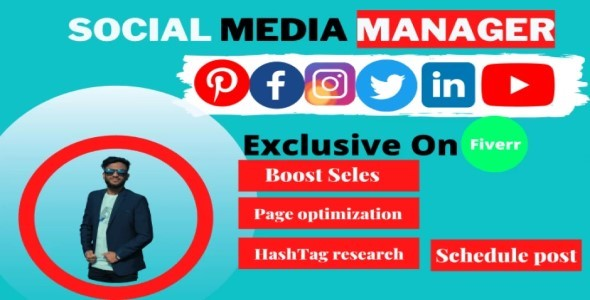 SOCIAL MEDIA MANAGER
Exclusive On Fiverr
Boost Seles
Page optimization
HashTag research
Schedule post